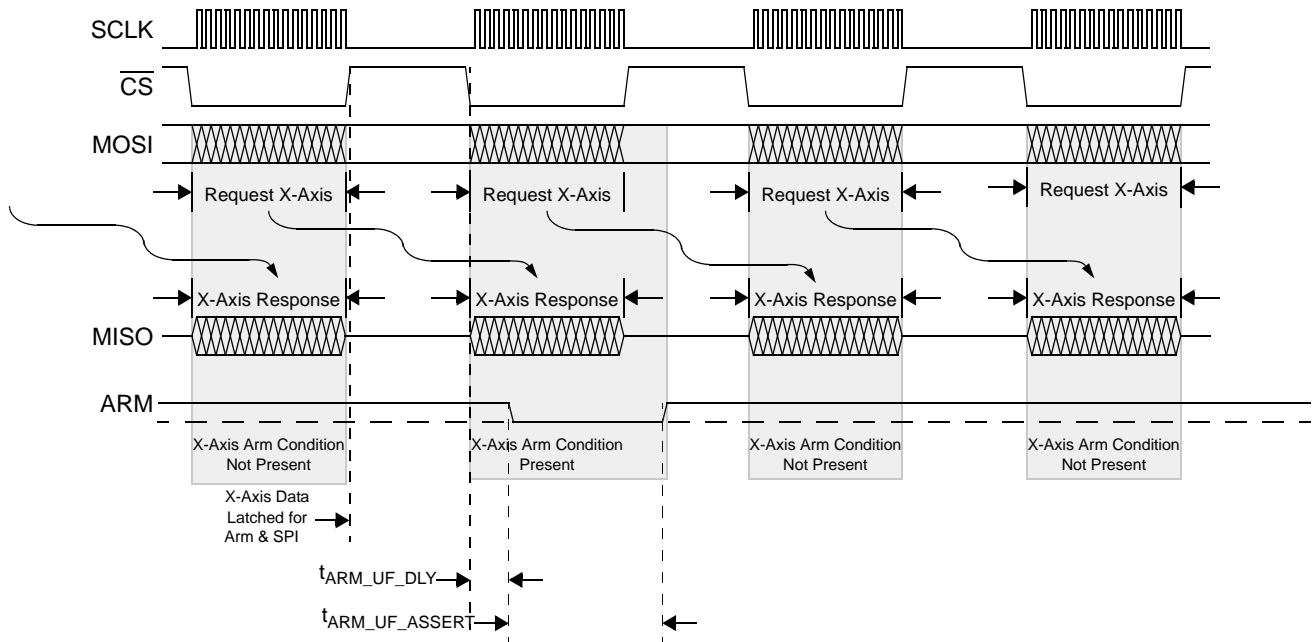 SCLK
CS
MOSI
Request X-Axis
Request X-Axis
Request X-Axis
Request X-Axis
X-Axis Response
X-Axis Response
X-Axis Response
X-Axis Response
MISO
ARM
X-Axis Arm Condition
Not Present
X-Axis Arm Condition
Present
X-Axis Arm Condition
Not Present
X-Axis Arm Condition
Not Present
X-Axis Data
Latched for
Arm & SPI
tARM_UF_DLY
tARM_UF_ASSERT